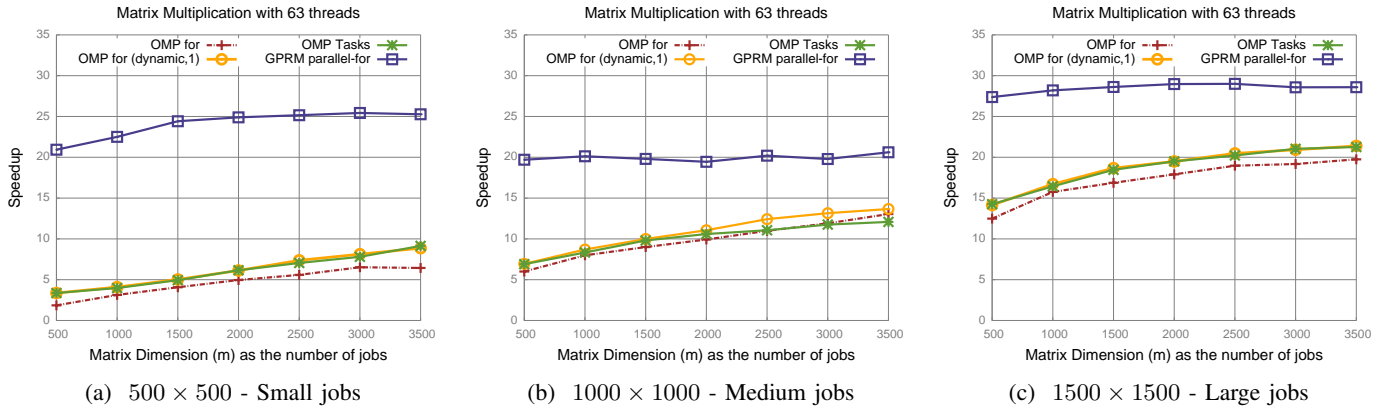 Matrix Multiplication with 63 threads
35
30
25
20
15
10
5
0
Speedup
OMP for
OMP for (dynamic,1)
OMP Tasks
GPRM parallel-for
500 1000 1500 2000 2500 3000 3500
Matrix Dimension (m) as the number of jobs
(a) 500 × 500 - Small jobs
Matrix Multiplication with 63 threads
35
30
25
20
15
10
5
0
Speedup
OMP for
OMP for (dynamic,1)
OMP Tasks
GPRM parallel-for
500 1000 1500 2000 2500 3000 3500
Matrix Dimension (m) as the number of jobs
(b) 1000 × 1000 - Medium jobs
Matrix Multiplication with 63 threads
35
30
25
20
15
10
5
0
Speedup
OMP for
OMP for (dynamic,1)
OMP Tasks
GPRM parallel-for
500 1000 1500 2000 2500 3000 3500
Matrix Dimension (m) as the number of jobs
(c) 1500 × 1500 - Large jobs